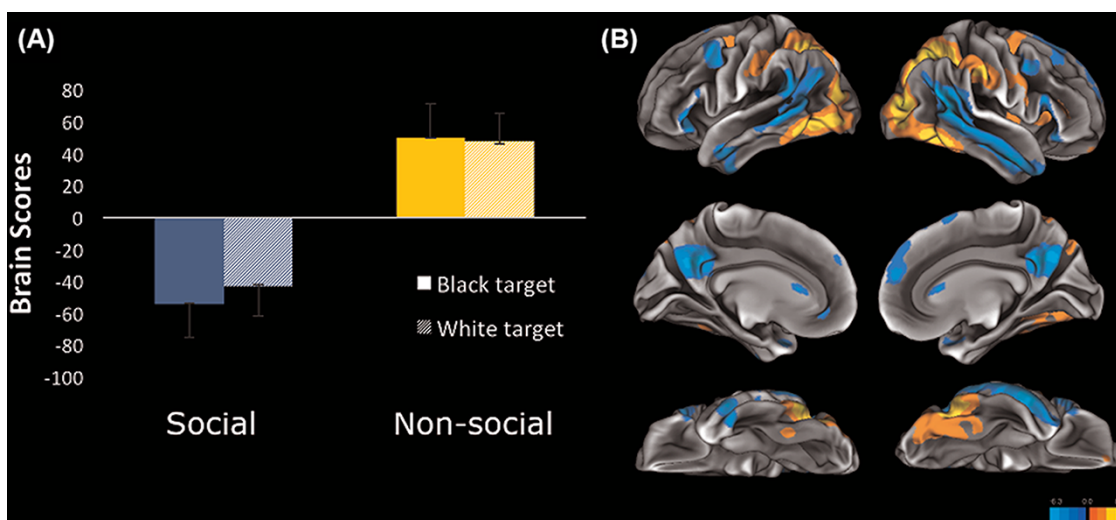 (A)
80
60
40
20
0
-20
-40
-60
-80
-100
Brain Scores
Black target
White target
Social
Non-social
(B)